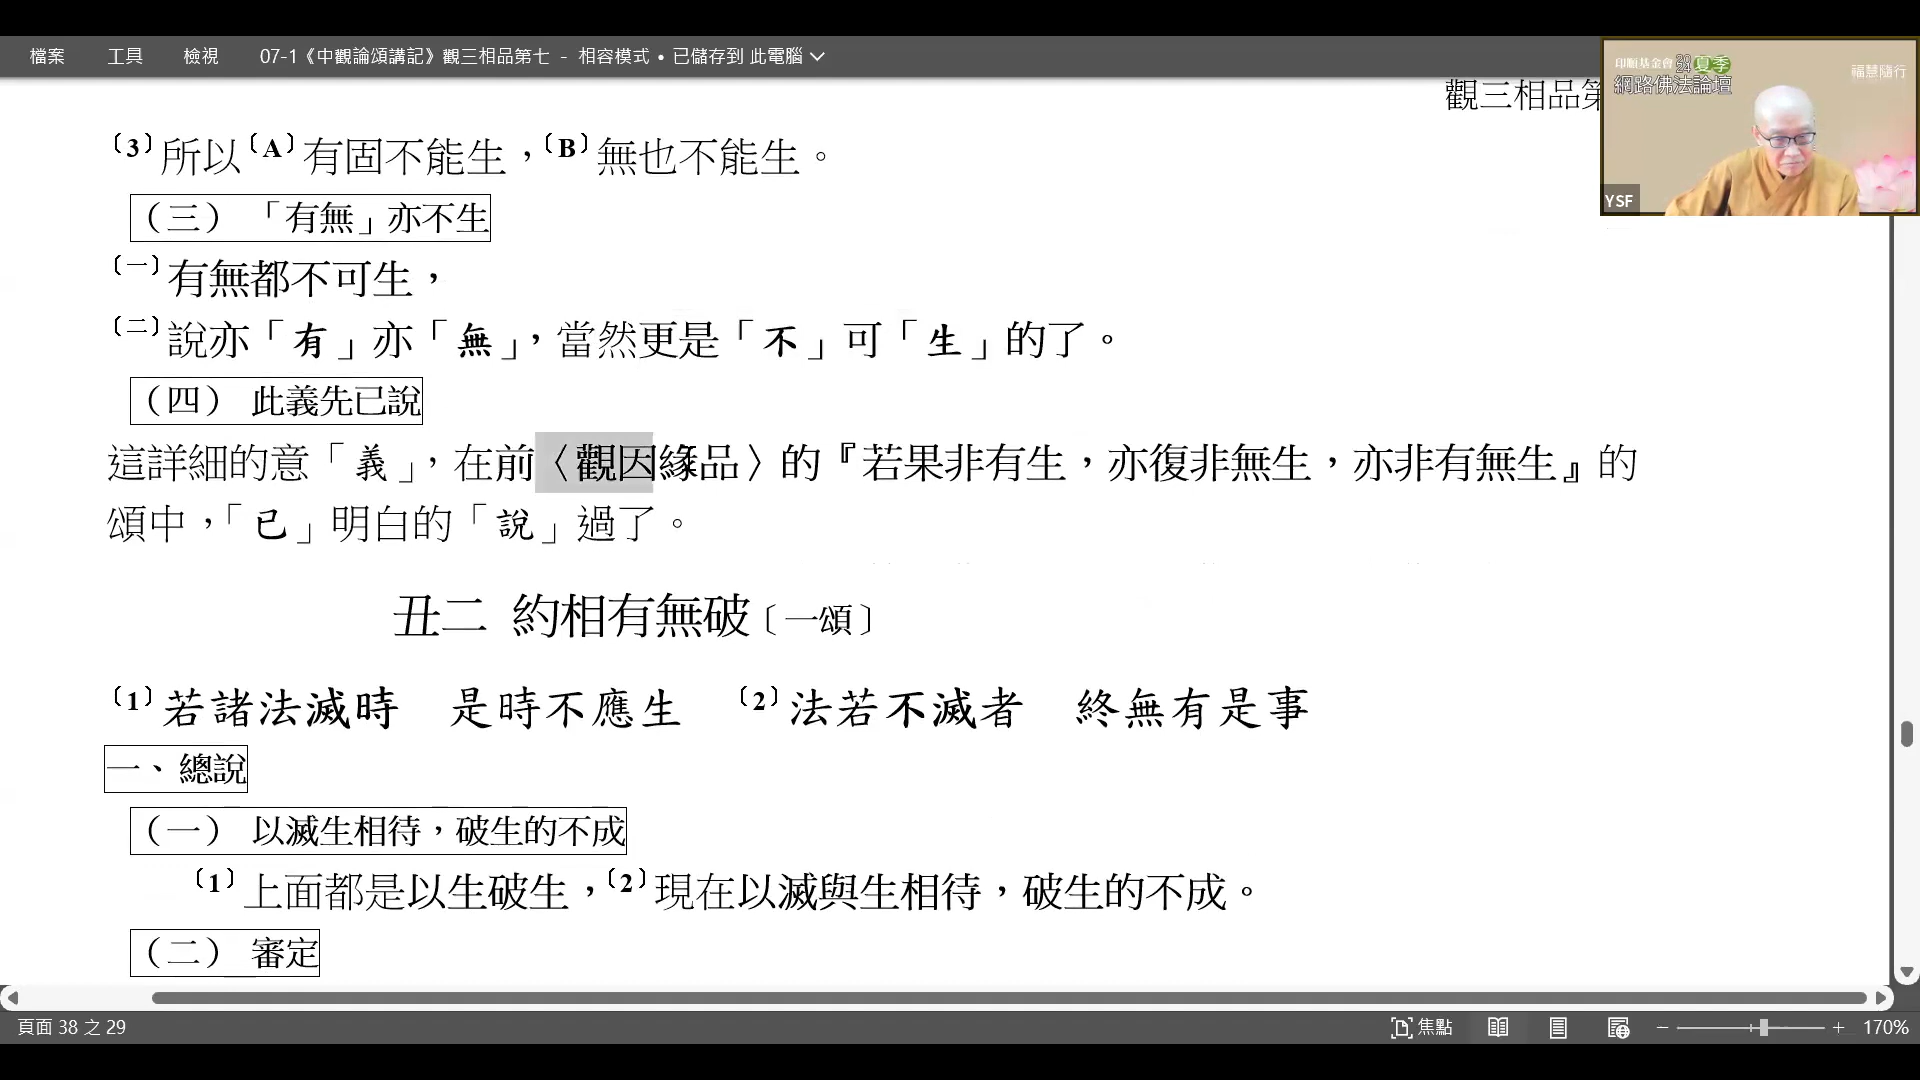 檔案 工具 檢視 07-1《中觀論頌講記》觀三相品第七 - 相容模式 • 已儲存到 此電腦
印順基金會 2024 夏季
網路佛法論壇
福慧隨行
YSF
觀三相品第
〔3〕所以〔A〕有固不能生，〔B〕無也不能生。
（三）「有無」亦不生
〔一〕有無都不可生，
〔二〕說亦「有」亦「無」，當然更是「不」可「生」的了。
（四） 此義先已說
這詳細的意「義」，在前〈觀因緣品〉的『若果非有生，亦復非無生，亦非有無生』的
頌中，「已」明白的「說」過了。
丑二 約相有無破〔一頌〕
〔1〕若諸法滅時 是時不應生 〔2〕法若不滅者 終無有是事
一、總說
（一） 以滅生相待，破生的不成
〔1〕上面都是以生破生，〔2〕現在以滅與生相待，破生的不成。
（二） 審定
頁面 38 之 29 焦點 170%